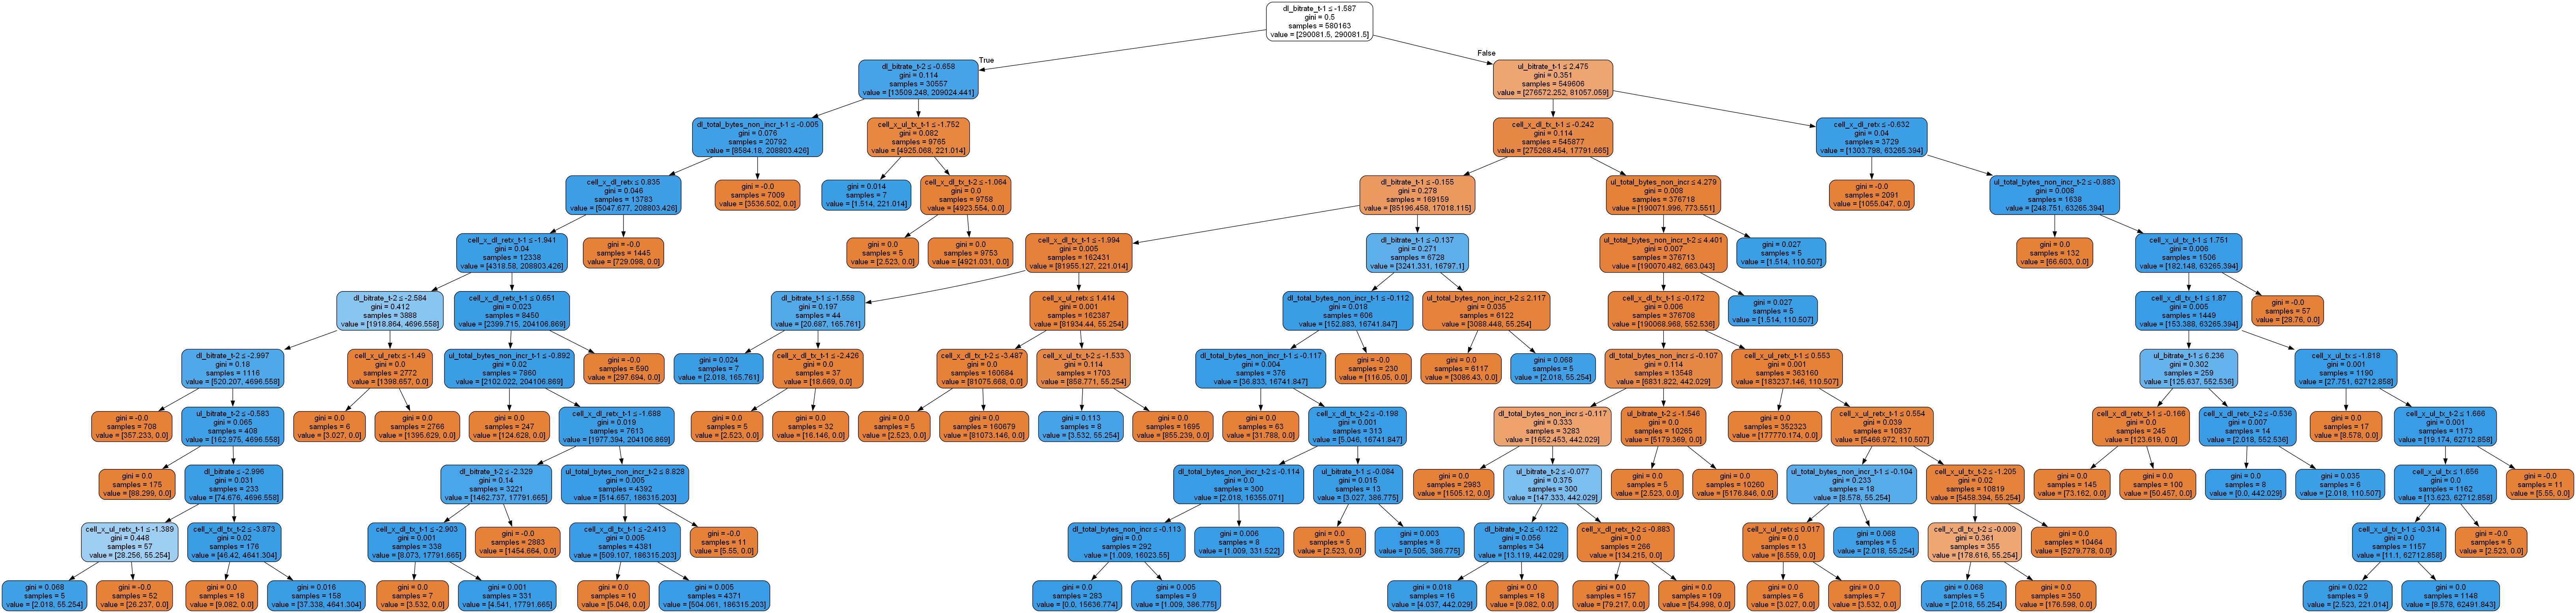 dl_bitrate_t-1 ≤ -1.587
gini = 0.5
samples = 580163
value = [290081.5, 290081.5]
True
False
dl_bitrate_t-2 ≤ -0.658
gini = 0.114
samples = 30557
value = [13509.248, 209024.441]
ul_bitrate_t-1 ≤ 2.475
gini = 0.351
samples = 549606
value = [276572.252, 81057.059]
dl_total_bytes_non_incr_t-1 ≤ -0.005
gini = 0.076
samples = 20792
value = [8584.18, 208803.426]
cell_x_ul_tx_t-1 ≤ -1.752
gini = 0.082
samples = 9765
value = [4925.068, 221.014]
cell_x_dl_tx_t-1 ≤ -0.242
gini = 0.114
samples = 545877
value = [275268.454, 17791.665]
cell_x_dl_retx ≤ -0.632
gini = 0.04
samples = 3729
value = [1303.798, 63265.394]
cell_x_dl_retx ≤ 0.835
gini = 0.046
samples = 13783
value = [5047.677, 208803.426]
gini = -0.0
samples = 7009
value = [3536.502, 0.0]
gini = 0.014
samples = 7
value = [1.514, 221.014]
cell_x_dl_tx_t-2 ≤ -1.064
gini = 0.0
samples = 9758
value = [4923.554, 0.0]
dl_bitrate_t-1 ≤ -0.155
gini = 0.278
samples = 169159
value = [85196.458, 17018.115]
ul_total_bytes_non_incr ≤ 4.279
gini = 0.008
samples = 376718
value = [190071.996, 773.551]
gini = -0.0
samples = 2091
value = [1055.047, 0.0]
ul_total_bytes_non_incr_t-2 ≤ -0.883
gini = 0.008
samples = 1638
value = [248.751, 63265.394]
cell_x_dl_retx_t-1 ≤ -1.941
gini = 0.04
samples = 12338
value = [4318.58, 208803.426]
gini = -0.0
samples = 1445
value = [729.098, 0.0]
gini = 0.0
samples = 5
value = [2.523, 0.0]
gini = 0.0
samples = 9753
value = [4921.031, 0.0]
cell_x_dl_tx_t-1 ≤ -1.994
gini = 0.005
samples = 162431
value = [81955.127, 221.014]
dl_bitrate_t-1 ≤ -0.137
gini = 0.271
samples = 6728
value = [3241.331, 16797.1]
ul_total_bytes_non_incr_t-2 ≤ 4.401
gini = 0.007
samples = 376713
value = [190070.482, 663.043]
gini = 0.027
samples = 5
value = [1.514, 110.507]
gini = 0.0
samples = 132
value = [66.603, 0.0]
cell_x_ul_tx_t-1 ≤ 1.751
gini = 0.006
samples = 1506
value = [182.148, 63265.394]
dl_bitrate_t-2 ≤ -2.584
gini = 0.412
samples = 3888
value = [1918.864, 4696.558]
cell_x_dl_retx_t-1 ≤ 0.651
gini = 0.023
samples = 8450
value = [2399.715, 204106.869]
dl_bitrate_t-1 ≤ -1.558
gini = 0.197
samples = 44
value = [20.687, 165.761]
cell_x_ul_retx ≤ 1.414
gini = 0.001
samples = 162387
value = [81934.44, 55.254]
dl_total_bytes_non_incr_t-1 ≤ -0.112
gini = 0.018
samples = 606
value = [152.883, 16741.847]
ul_total_bytes_non_incr_t-2 ≤ 2.117
gini = 0.035
samples = 6122
value = [3088.448, 55.254]
cell_x_dl_tx_t-1 ≤ -0.172
gini = 0.006
samples = 376708
value = [190068.968, 552.536]
gini = 0.027
samples = 5
value = [1.514, 110.507]
cell_x_dl_tx_t-1 ≤ 1.87
gini = 0.005
samples = 1449
value = [153.388, 63265.394]
gini = -0.0
samples = 57
value = [28.76, 0.0]
dl_bitrate_t-2 ≤ -2.997
gini = 0.18
samples = 1116
value = [520.207, 4696.558]
cell_x_ul_retx ≤ -1.49
gini = 0.0
samples = 2772
value = [1398.657, 0.0]
ul_total_bytes_non_incr_t-1 ≤ -0.892
gini = 0.02
samples = 7860
value = [2102.022, 204106.869]
gini = -0.0
samples = 590
value = [297.694, 0.0]
gini = 0.024
samples = 7
value = [2.018, 165.761]
cell_x_dl_tx_t-1 ≤ -2.426
gini = 0.0
samples = 37
value = [18.669, 0.0]
cell_x_dl_tx_t-2 ≤ -3.487
gini = 0.0
samples = 160684
value = [81075.668, 0.0]
cell_x_ul_tx_t-2 ≤ -1.533
gini = 0.114
samples = 1703
value = [858.771, 55.254]
dl_total_bytes_non_incr_t-1 ≤ -0.117
gini = 0.004
samples = 376
value = [36.833, 16741.847]
gini = -0.0
samples = 230
value = [116.05, 0.0]
gini = 0.0
samples = 6117
value = [3086.43, 0.0]
gini = 0.068
samples = 5
value = [2.018, 55.254]
dl_total_bytes_non_incr ≤ -0.107
gini = 0.114
samples = 13548
value = [6831.822, 442.029]
cell_x_ul_retx_t-1 ≤ 0.553
gini = 0.001
samples = 363160
value = [183237.146, 110.507]
ul_bitrate_t-1 ≤ 6.236
gini = 0.302
samples = 259
value = [125.637, 552.536]
cell_x_ul_tx ≤ -1.818
gini = 0.001
samples = 1190
value = [27.751, 62712.858]
gini = -0.0
samples = 708
value = [357.233, 0.0]
ul_bitrate_t-2 ≤ -0.583
gini = 0.065
samples = 408
value = [162.975, 4696.558]
gini = 0.0
samples = 6
value = [3.027, 0.0]
gini = 0.0
samples = 2766
value = [1395.629, 0.0]
gini = 0.0
samples = 247
value = [124.628, 0.0]
cell_x_dl_retx_t-1 ≤ -1.688
gini = 0.019
samples = 7613
value = [1977.394, 204106.869]
gini = 0.0
samples = 5
value = [2.523, 0.0]
gini = 0.0
samples = 32
value = [16.146, 0.0]
gini = 0.0
samples = 5
value = [2.523, 0.0]
gini = 0.0
samples = 160679
value = [81073.146, 0.0]
gini = 0.113
samples = 8
value = [3.532, 55.254]
gini = 0.0
samples = 1695
value = [855.239, 0.0]
gini = 0.0
samples = 63
value = [31.788, 0.0]
cell_x_dl_tx_t-2 ≤ -0.198
gini = 0.001
samples = 313
value = [5.046, 16741.847]
dl_total_bytes_non_incr ≤ -0.117
gini = 0.333
samples = 3283
value = [1652.453, 442.029]
ul_bitrate_t-2 ≤ -1.546
gini = 0.0
samples = 10265
value = [5179.369, 0.0]
gini = 0.0
samples = 352323
value = [177770.174, 0.0]
cell_x_ul_retx_t-1 ≤ 0.554
gini = 0.039
samples = 10837
value = [5466.972, 110.507]
cell_x_dl_retx_t-1 ≤ -0.166
gini = 0.0
samples = 245
value = [123.619, 0.0]
cell_x_dl_retx_t-2 ≤ -0.536
gini = 0.007
samples = 14
value = [2.018, 552.536]
gini = 0.0
samples = 17
value = [8.578, 0.0]
cell_x_ul_tx_t-2 ≤ 1.666
gini = 0.001
samples = 1173
value = [19.174, 62712.858]
gini = 0.0
samples = 175
value = [88.299, 0.0]
dl_bitrate ≤ -2.996
gini = 0.031
samples = 233
value = [74.676, 4696.558]
dl_bitrate_t-2 ≤ -2.329
gini = 0.14
samples = 3221
value = [1462.737, 17791.665]
ul_total_bytes_non_incr_t-2 ≤ 8.828
gini = 0.005
samples = 4392
value = [514.657, 186315.203]
dl_total_bytes_non_incr_t-2 ≤ -0.114
gini = 0.0
samples = 300
value = [2.018, 16355.071]
ul_bitrate_t-1 ≤ -0.084
gini = 0.015
samples = 13
value = [3.027, 386.775]
gini = 0.0
samples = 2983
value = [1505.12, 0.0]
ul_bitrate_t-2 ≤ -0.077
gini = 0.375
samples = 300
value = [147.333, 442.029]
gini = 0.0
samples = 5
value = [2.523, 0.0]
gini = 0.0
samples = 10260
value = [5176.846, 0.0]
ul_total_bytes_non_incr_t-1 ≤ -0.104
gini = 0.233
samples = 18
value = [8.578, 55.254]
cell_x_ul_tx_t-2 ≤ -1.205
gini = 0.02
samples = 10819
value = [5458.394, 55.254]
gini = 0.0
samples = 145
value = [73.162, 0.0]
gini = 0.0
samples = 100
value = [50.457, 0.0]
gini = 0.0
samples = 8
value = [0.0, 442.029]
gini = 0.035
samples = 6
value = [2.018, 110.507]
cell_x_ul_tx ≤ 1.656
gini = 0.0
samples = 1162
value = [13.623, 62712.858]
gini = -0.0
samples = 11
value = [5.55, 0.0]
cell_x_ul_retx_t-1 ≤ -1.389
gini = 0.448
samples = 57
value = [28.256, 55.254]
cell_x_dl_tx_t-2 ≤ -3.873
gini = 0.02
samples = 176
value = [46.42, 4641.304]
cell_x_dl_tx_t-1 ≤ -2.903
gini = 0.001
samples = 338
value = [8.073, 17791.665]
gini = -0.0
samples = 2883
value = [1454.664, 0.0]
cell_x_dl_tx_t-1 ≤ -2.413
gini = 0.005
samples = 4381
value = [509.107, 186315.203]
gini = -0.0
samples = 11
value = [5.55, 0.0]
dl_total_bytes_non_incr ≤ -0.113
gini = 0.0
samples = 292
value = [1.009, 16023.55]
gini = 0.006
samples = 8
value = [1.009, 331.522]
gini = 0.0
samples = 5
value = [2.523, 0.0]
gini = 0.003
samples = 8
value = [0.505, 386.775]
dl_bitrate_t-2 ≤ -0.122
gini = 0.056
samples = 34
value = [13.119, 442.029]
cell_x_dl_retx_t-2 ≤ -0.883
gini = 0.0
samples = 266
value = [134.215, 0.0]
cell_x_ul_retx ≤ 0.017
gini = 0.0
samples = 13
value = [6.559, 0.0]
gini = 0.068
samples = 5
value = [2.018, 55.254]
cell_x_dl_tx_t-2 ≤ -0.009
gini = 0.361
samples = 355
value = [178.616, 55.254]
gini = 0.0
samples = 10464
value = [5279.778, 0.0]
cell_x_ul_tx_t-1 ≤ -0.314
gini = 0.0
samples = 1157
value = [11.1, 62712.858]
gini = -0.0
samples = 5
value = [2.523, 0.0]
gini = 0.068
samples = 5
value = [2.018, 55.254]
gini = -0.0
samples = 52
value = [26.237, 0.0]
gini = 0.0
samples = 18
value = [9.082, 0.0]
gini = 0.016
samples = 158
value = [37.338, 4641.304]
gini = 0.0
samples = 7
value = [3.532, 0.0]
gini = 0.001
samples = 331
value = [4.541, 17791.665]
gini = 0.0
samples = 10
value = [5.046, 0.0]
gini = 0.005
samples = 4371
value = [504.061, 186315.203]
gini = 0.0
samples = 283
value = [0.0, 15636.774]
gini = 0.005
samples = 9
value = [1.009, 386.775]
gini = 0.018
samples = 16
value = [4.037, 442.029]
gini = 0.0
samples = 18
value = [9.082, 0.0]
gini = 0.0
samples = 157
value = [79.217, 0.0]
gini = 0.0
samples = 109
value = [54.998, 0.0]
gini = 0.0
samples = 6
value = [3.027, 0.0]
gini = 0.0
samples = 7
value = [3.532, 0.0]
gini = 0.068
samples = 5
value = [2.018, 55.254]
gini = 0.0
samples = 350
value = [176.598, 0.0]
gini = 0.022
samples = 9
value = [2.523, 221.014]
gini = 0.0
samples = 1148
value = [8.578, 62491.843]